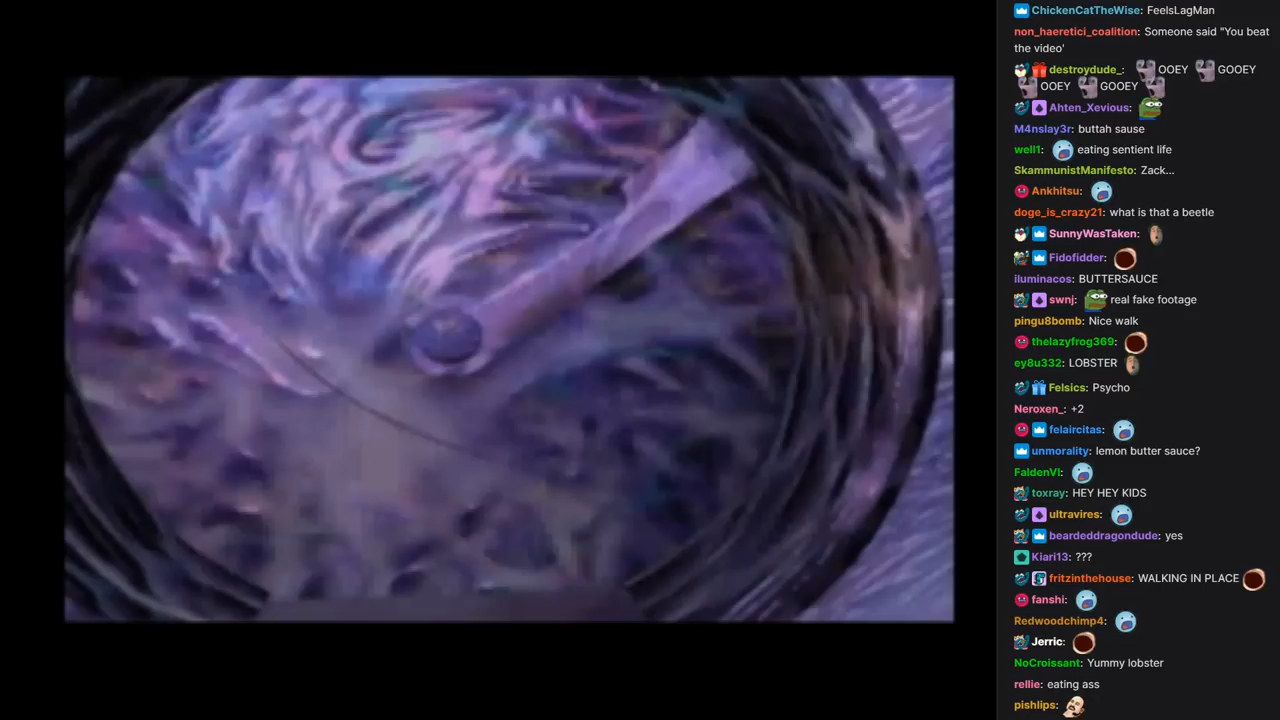 ChickenCatTheWise: FeelsLagMan
non_haeretici_coalition: Someone said "You beat
the video'
destroydude_: OOEY GOOEY
OOEY GOOEY
Ahten_Xevious:
M4nslay3r: buttah sause
well1: eating sentient life
SkammunistManifesto: Zack...
Ankhitsu:
doge_is_crazy21: what is that a beetle
SunnyWasTaken:
Fidofidder:
iluminacos: BUTTERSAUCE
swnj: real fake footage
pingu8bomb: Nice walk
thelazyfrog369:
ey8u332: LOBSTER
Felsics: Psycho
Neroxen_: +2
felaircitas:
unmorality: lemon butter sauce?
FaldenVI:
toxray: HEY HEY KIDS
ultravires:
beardeddragondude: yes
Kiari13: ???
fritzinthehouse: WALKING IN PLACE
fanshi:
Redwoodchimp4:
Jerric:
NoCroissant: Yummy lobster
rellie: eating ass
pishlips: